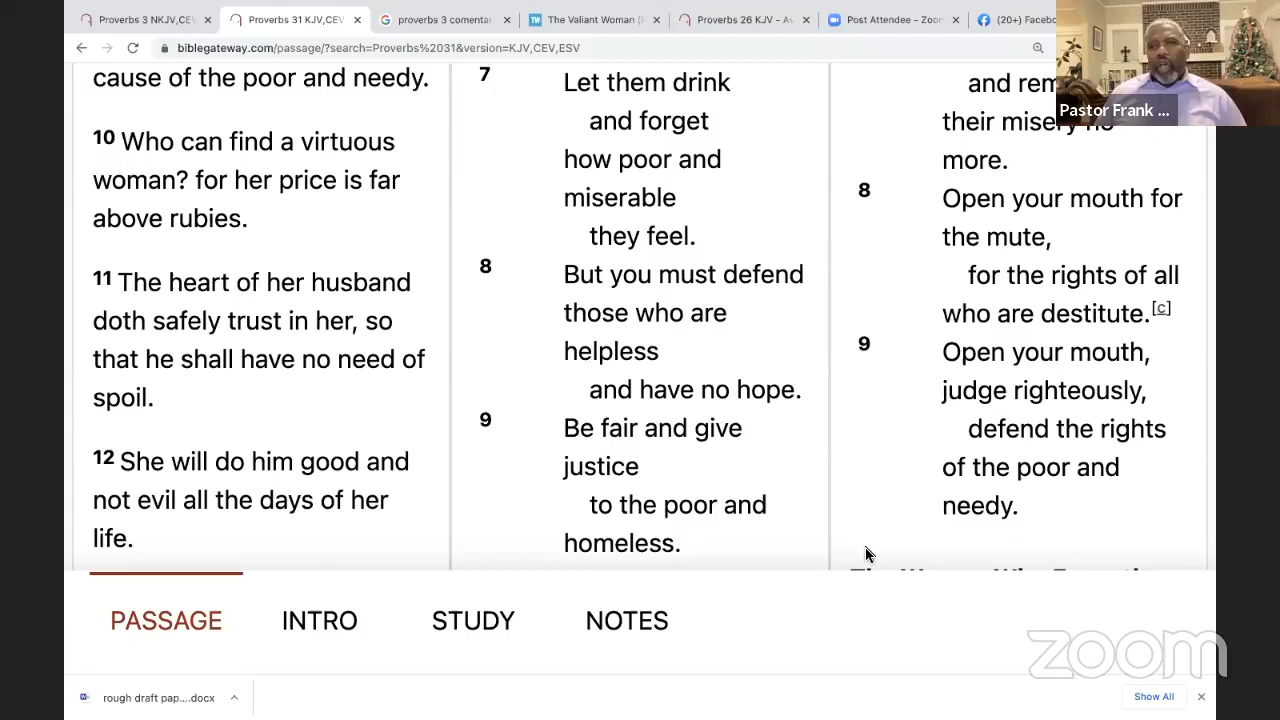 Proverbs 3 NKJV,CEV
Proverbs 31 KJV,CEV
proverbs 3 comentar
The Valiant Woman (
Proverbs 26 KJV - A
Post Attendee - Zoo
(20+) Facebo
biblegateway.com/passage/?search=Proverbs%2031&version=KJV,CEV,ESV
Pastor Frank ...
cause of the poor and needy.
10 Who can find a virtuous
woman? for her price is far
above rubies.
11 The heart of her husband
doth safely trust in her, so
that he shall have no need of
spoil.
12 She will do him good and
not evil all the days of her
life.
7
Let them drink
and forget
how poor and
miserable
they feel.
8
But you must defend
those who are
helpless
and have no hope.
9
Be fair and give
justice
to the poor and
homeless.
and rem
their misery no
more.
8
Open your mouth for
the mute,
for the rights of all
who are destitute.[c]
9
Open your mouth,
judge righteously,
defend the rights
of the poor and
needy.
PASSAGE
INTRO
STUDY
NOTES
zoom
rough draft pap....docx
Show All